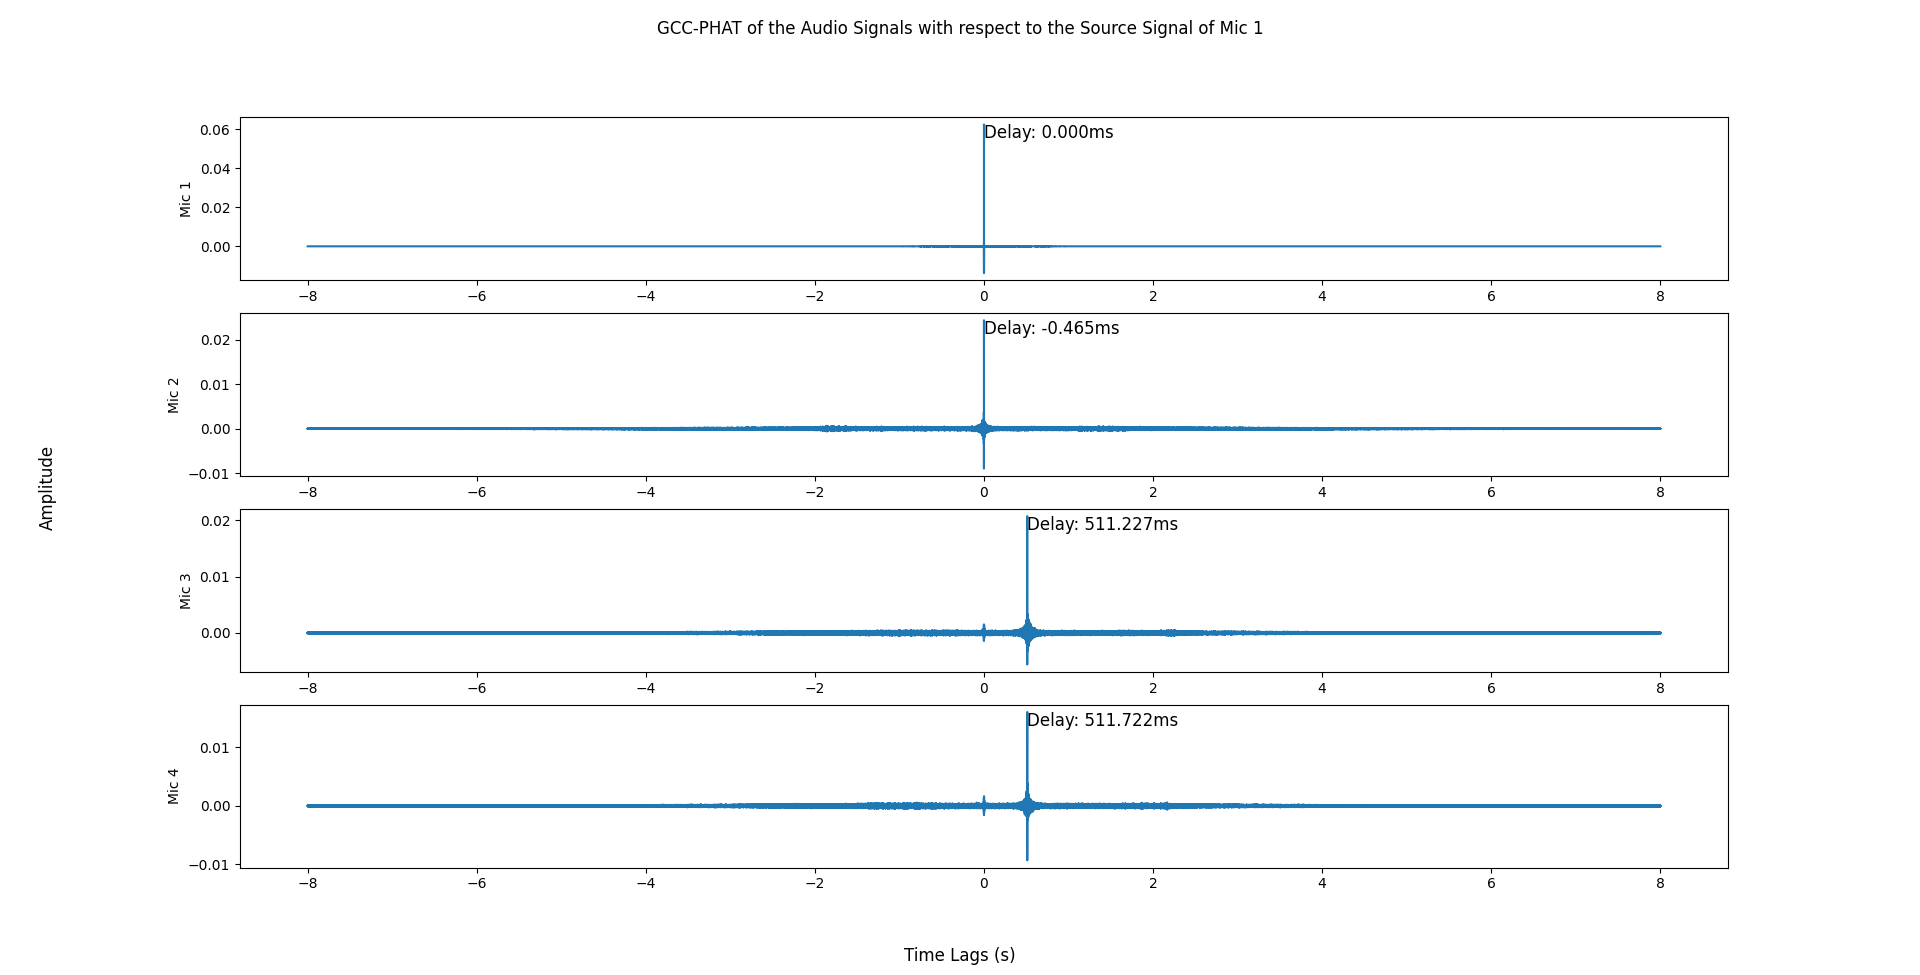 GCC-PHAT of the Audio Signals with respect to the Source Signal of Mic 1
Amplitude
Mic 1
0.06
0.04
0.02
0.00
Delay: 0.000ms
−8 −6 −4 −2 0 2 4 6 8
Mic 2
0.02
0.01
0.00
−0.01
Delay: -0.465ms
−8 −6 −4 −2 0 2 4 6 8
Mic 3
0.02
0.01
0.00
Delay: 511.227ms
−8 −6 −4 −2 0 2 4 6 8
Mic 4
0.01
0.00
−0.01
Delay: 511.722ms
−8 −6 −4 −2 0 2 4 6 8
Time Lags (s)